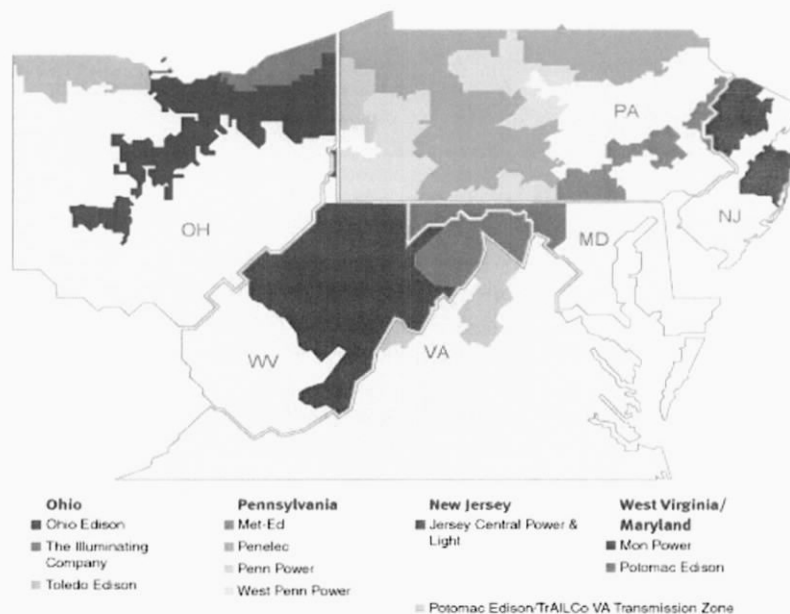 PA
NJ
OH
MD
WV
VA
Ohio
Ohio Edison
The Illuminating
Company
Toledo Edison
Pennsylvania
Met-Ed
Penelec
Penn Power
West Penn Power
New Jersey
Jersey Central Power &
Light
West Virginia/
Maryland
Mon Power
Potomac Edison
Potomac Edison/TrAILCo VA Transmission Zone